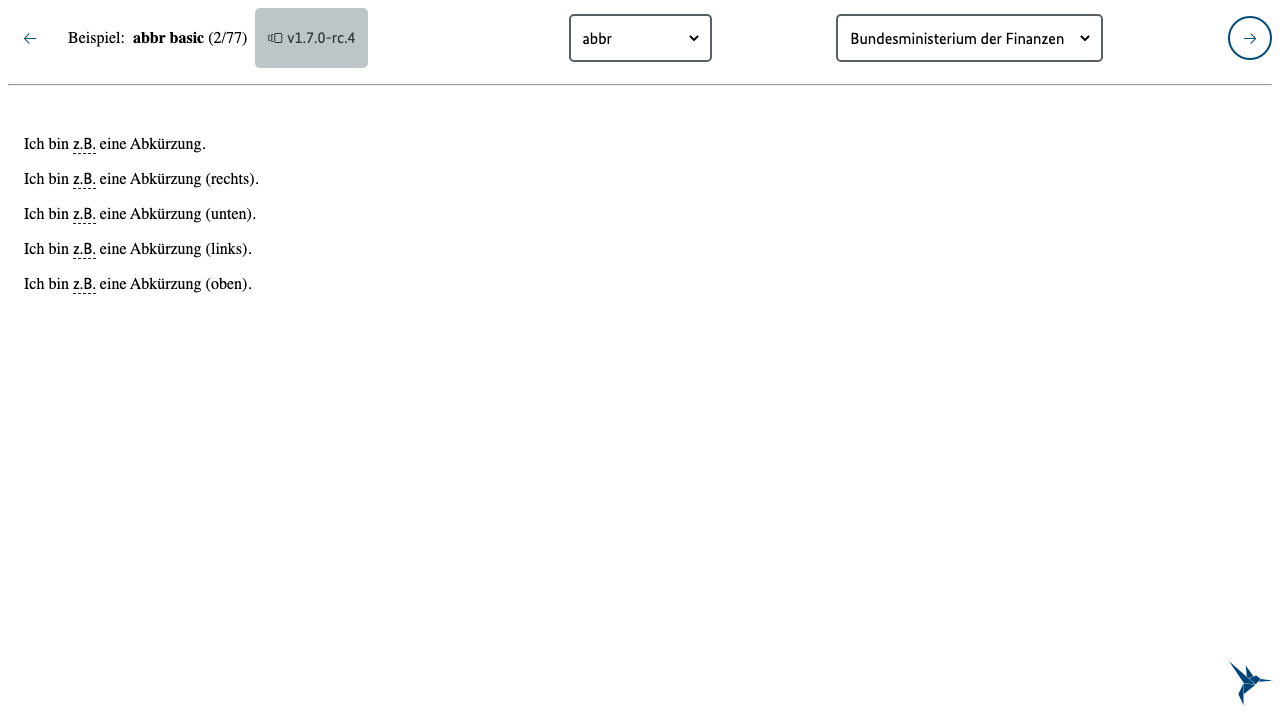 Beispiel: abbr basic (2/77) v1.7.0-rc.4 abbr Bundesministerium der Finanzen
Ich bin z.B. eine Abkürzung.
Ich bin z.B. eine Abkürzung (rechts).
Ich bin z.B. eine Abkürzung (unten).
Ich bin z.B. eine Abkürzung (links).
Ich bin z.B. eine Abkürzung (oben).